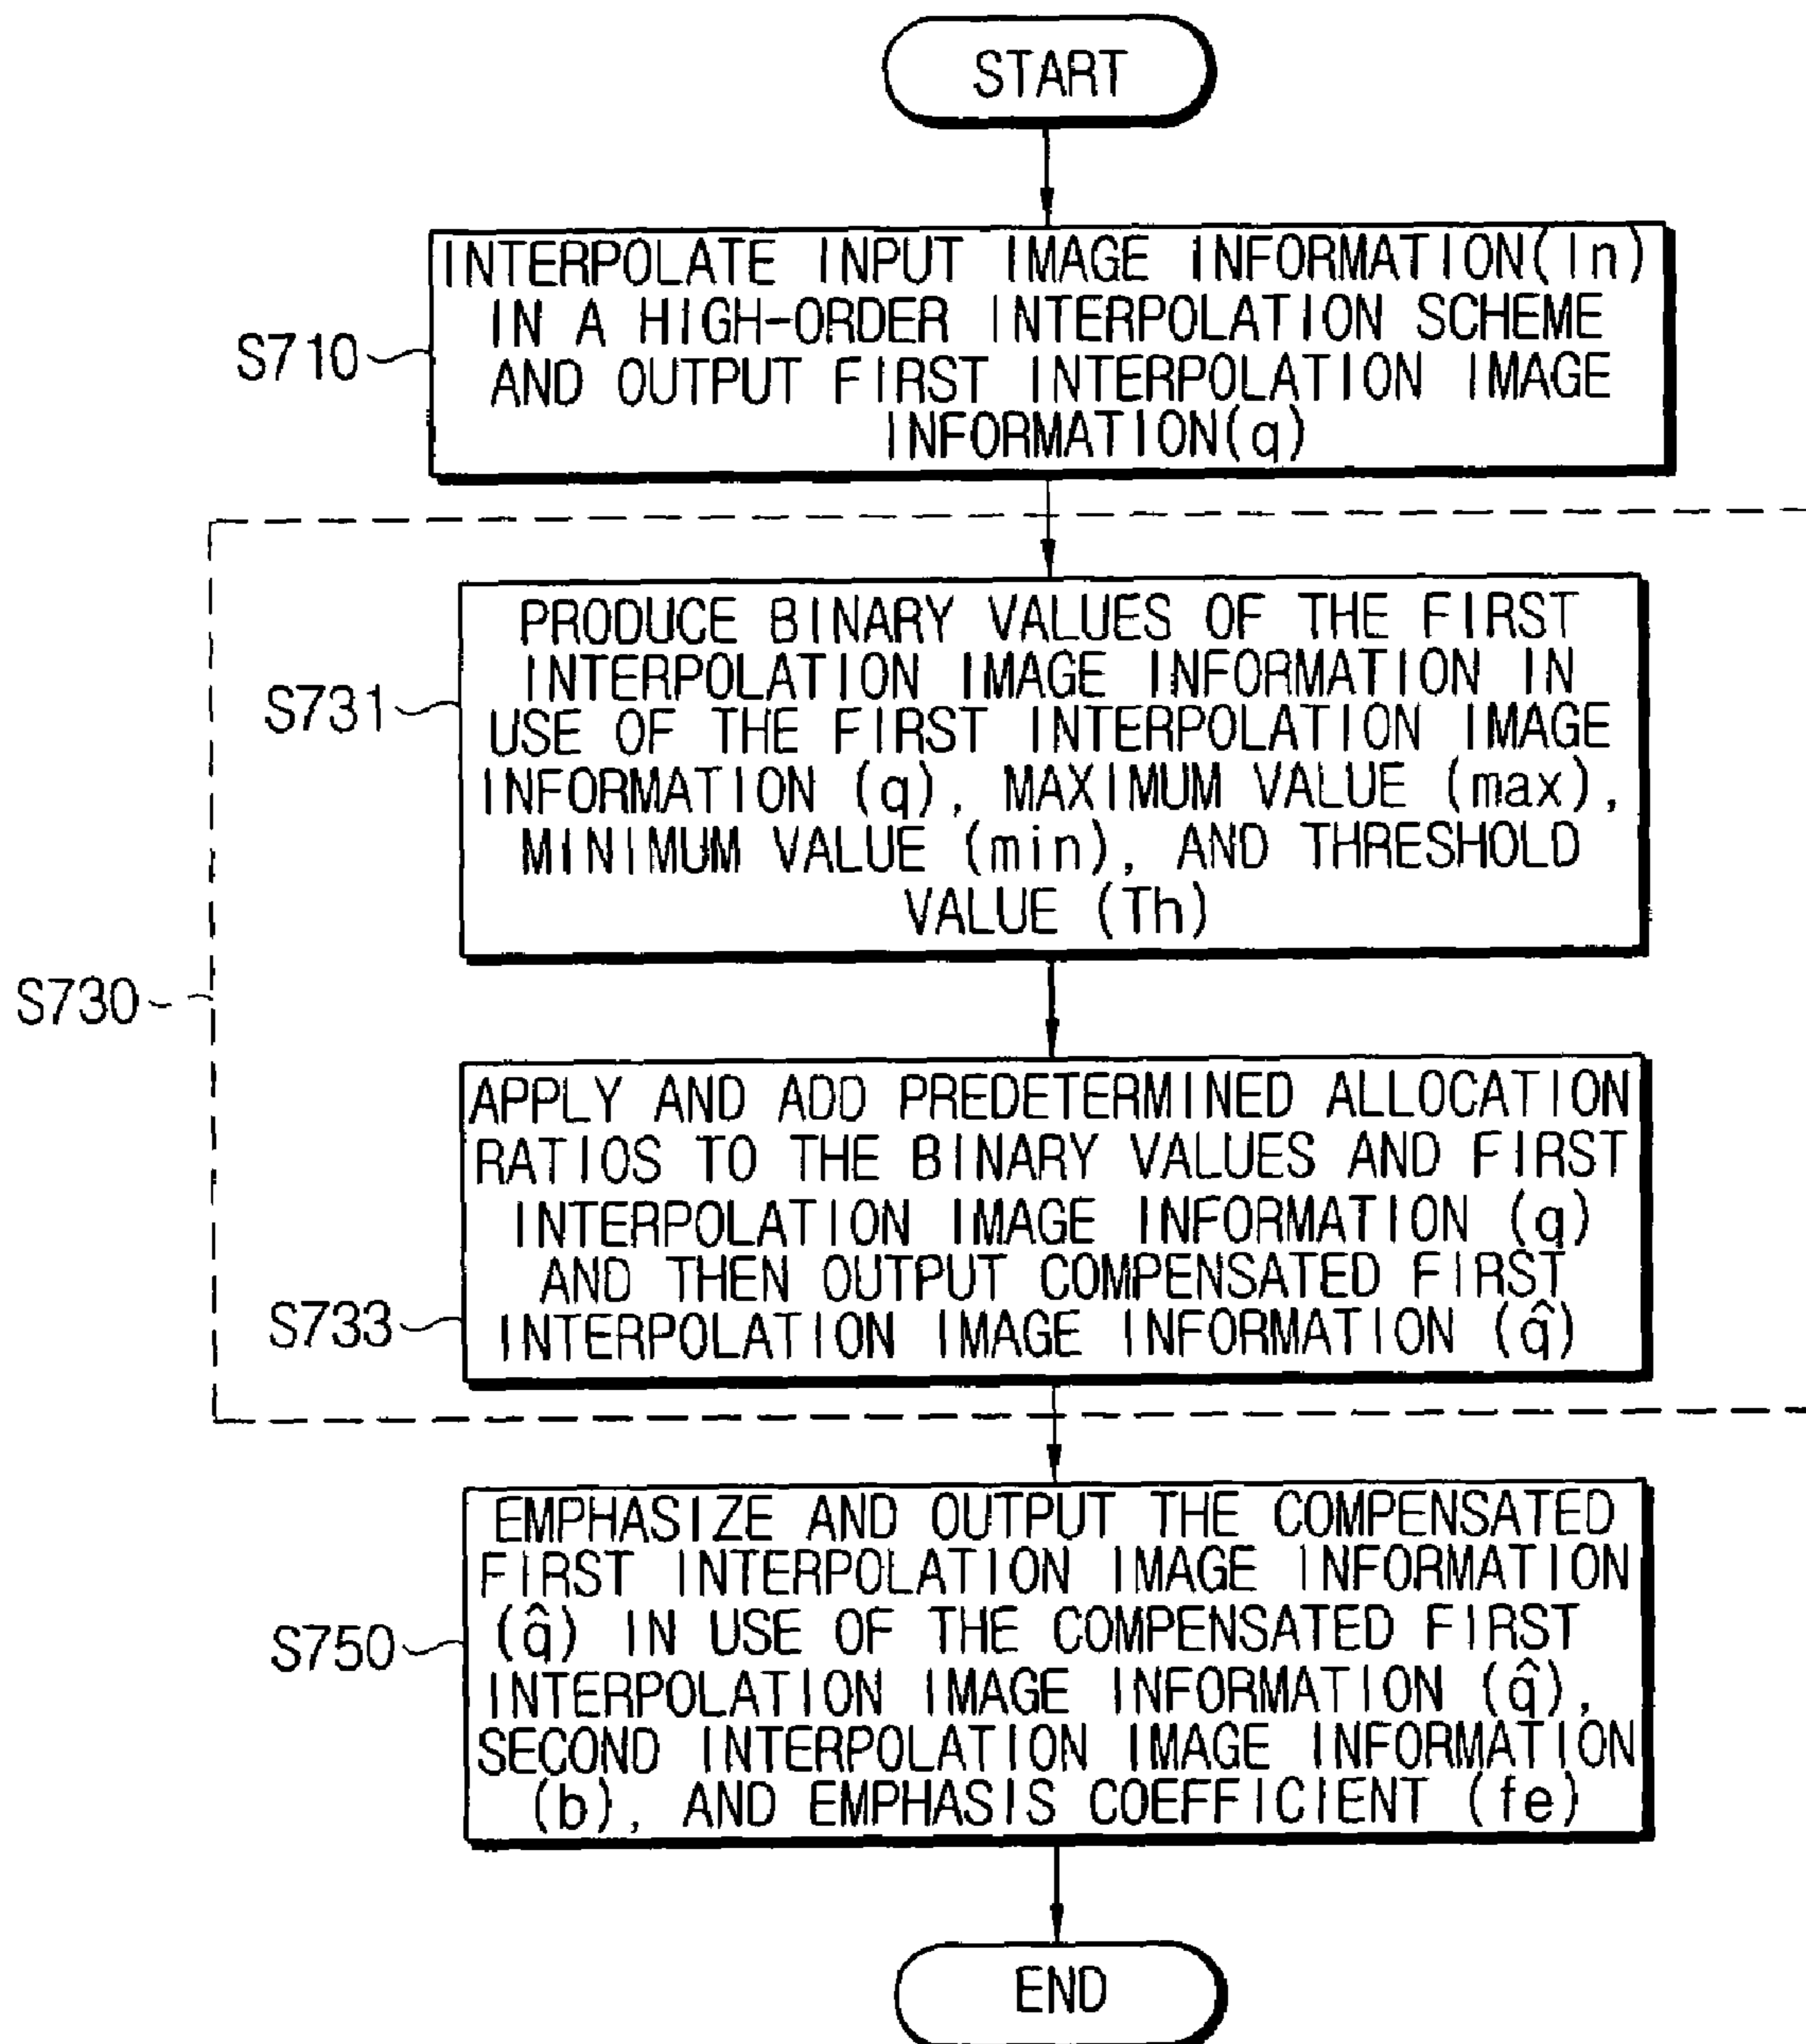 START
INTERPOLATE INPUT IMAGE INFORMATION(In)
IN A HIGH-ORDER INTERPOLATION SCHEME
S710
AND OUTPUT FIRST INTERPOLATION IMAGE
INFORMATION(q)
PRODUCE BINARY VALUES OF THE FIRST
INTERPOLATION IMAGE INFORMATION IN
S731
USE OF THE FIRST INTERPOLATION IMAGE
INFORMATION (q), MAXIMUM VALUE (max),
MINIMUM VALUE (min), AND THRESHOLD
VALUE (Th)
S730
APPLY AND ADD PREDETERMINED ALLOCATION
RATIOS TO THE BINARY VALUES AND FIRST
INTERPOLATION IMAGE INFORMATION (q)
AND THEN OUTPUT COMPENSATED FIRST
S733
INTERPOLATION IMAGE INFORMATION (q̂)
EMPHASIZE AND OUTPUT THE COMPENSATED
FIRST INTERPOLATION IMAGE INFORMATION
S750
(q̂) IN USE OF THE COMPENSATED FIRST
INTERPOLATION IMAGE INFORMATION (q̂),
SECOND INTERPOLATION IMAGE INFORMATION
(b), AND EMPHASIS COEFFICIENT (fe)
END